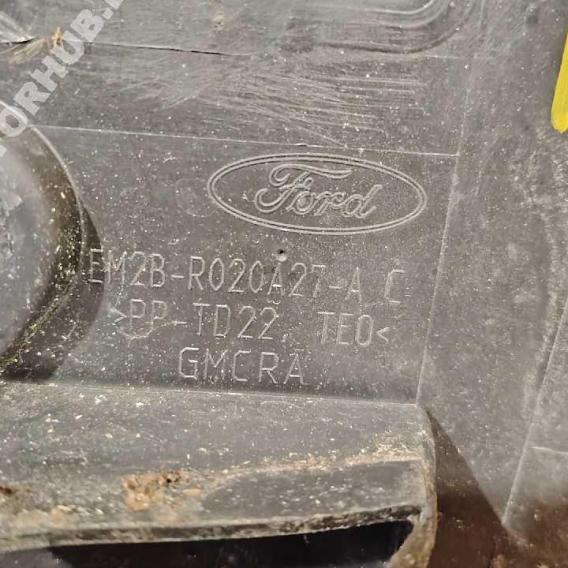 Ford
EM2B-R020A27-A C
>PP-TD22, TEO<
GMCRA